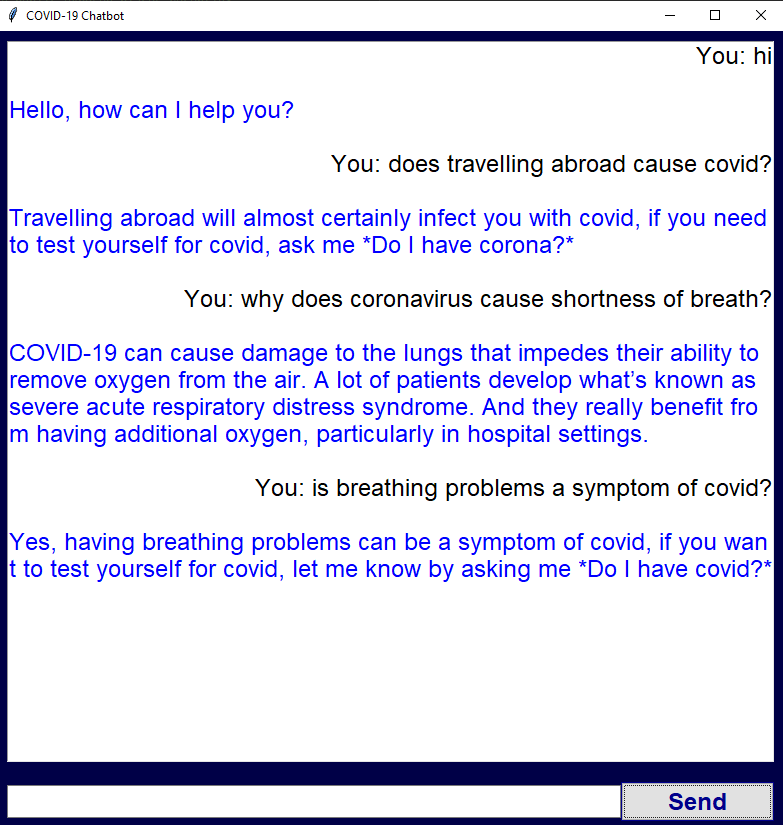 COVID-19 Chatbot
You: hi
Hello, how can I help you?
You: does travelling abroad cause covid?
Travelling abroad will almost certainly infect you with covid, if you need
to test yourself for covid, ask me *Do I have corona?*
You: why does coronavirus cause shortness of breath?
COVID-19 can cause damage to the lungs that impedes their ability to
remove oxygen from the air. A lot of patients develop what’s known as
severe acute respiratory distress syndrome. And they really benefit fro
m having additional oxygen, particularly in hospital settings.
You: is breathing problems a symptom of covid?
Yes, having breathing problems can be a symptom of covid, if you wan
t to test yourself for covid, let me know by asking me *Do I have covid?*
Send